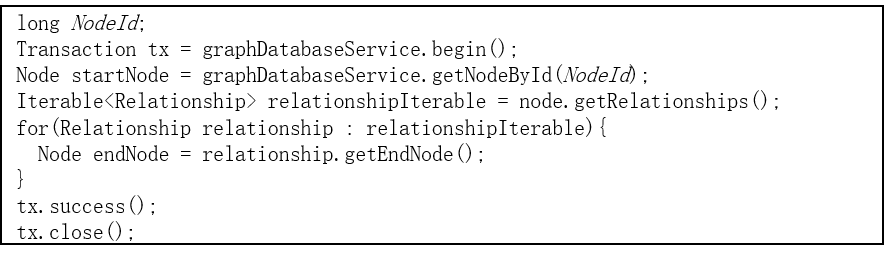 long NodeId;
Transaction tx = graphDatabaseService.begin();
Node startNode = graphDatabaseService.getNodeById(NodeId);
Iterable<Relationship> relationshipIterable = node.getRelationships();
for(Relationship relationship : relationshipIterable){
  Node endNode = relationship.getEndNode();
}
tx.success();
tx.close();